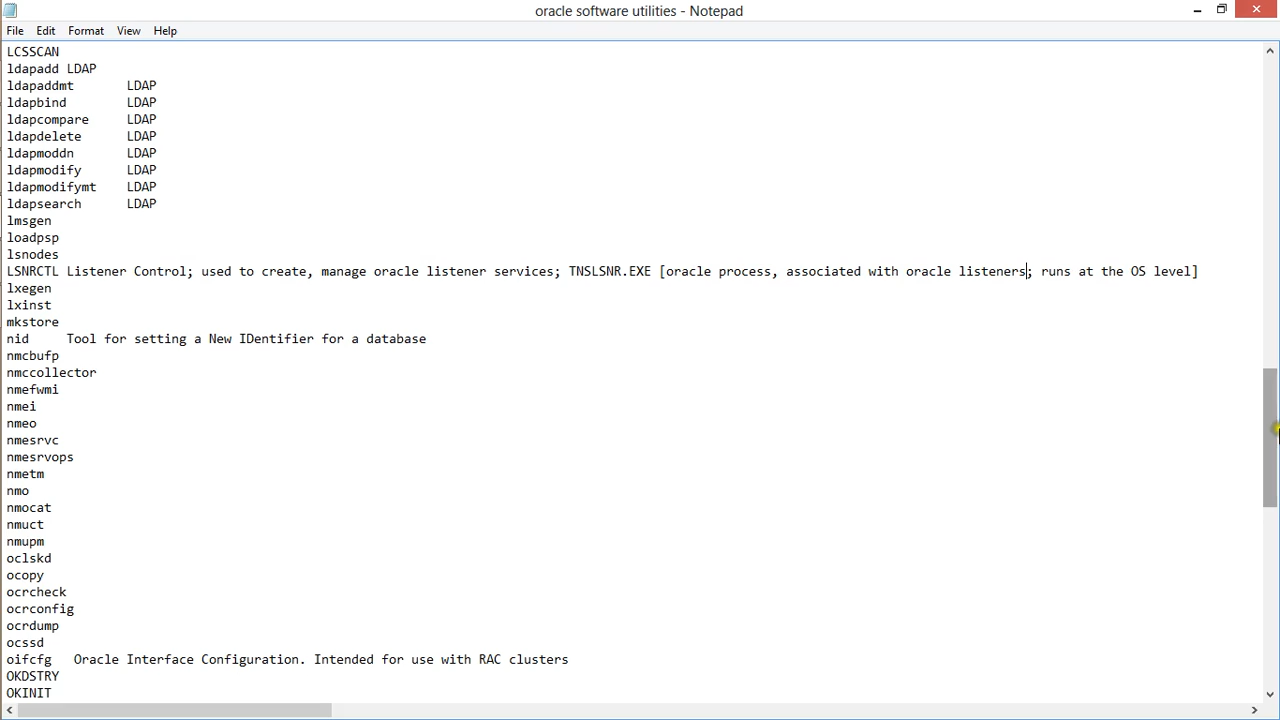 oracle software utilities - Notepad
File Edit Format View Help
LCSSCAN
ldapadd LDAP
ldapaddmt LDAP
ldapbind LDAP
ldapcompare LDAP
ldapdelete LDAP
ldapmoddn LDAP
ldapmodify LDAP
ldapmodifymt LDAP
ldapsearch LDAP
lmsgen
loadpsp
lsnodes
LSNRCTL Listener Control; used to create, manage oracle listener services; TNSLSNR.EXE [oracle process, associated with oracle listeners; runs at the OS level]
lxegen
lxinst
mkstore
nid Tool for setting a New IDentifier for a database
nmcbufp
nmccollector
nmefwmi
nmei
nmeo
nmesrvc
nmesrvops
nmetm
nmo
nmocat
nmuct
nmupm
oclskd
ocopy
ocrcheck
ocrconfig
ocrdump
ocssd
oifcfg Oracle Interface Configuration. Intended for use with RAC clusters
OKDSTRY
OKINIT